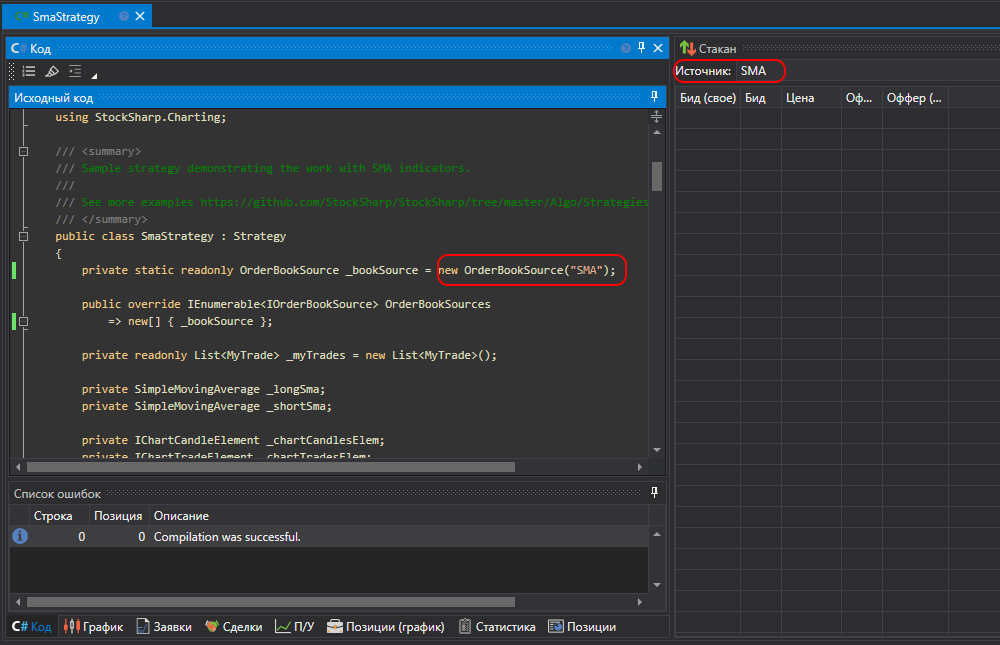 C# SmaStrategy
C# Код
Исходный код
using StockSharp.Charting;
/// <summary>
/// Sample strategy demonstrating the work with SMA indicators.
///
/// See more examples https://github.com/StockSharp/StockSharp/tree/master/Algo/Strategies
/// </summary>
public class SmaStrategy : Strategy
{
private static readonly OrderBookSource _bookSource = new OrderBookSource("SMA");
public override IEnumerable<IOrderBookSource> OrderBookSources
=> new[] { _bookSource };
private readonly List<MyTrade> _myTrades = new List<MyTrade>();
private SimpleMovingAverage _longSma;
private SimpleMovingAverage _shortSma;
private IChartCandleElement _chartCandlesElem;
private IChartTradeElement _chartTradesElem;
Список ошибок
Строка Позиция Описание
0 0 Compilation was successful.
C# Код График Заявки Сделки П/У Позиции (график) Статистика Позиции
Стакан
Источник: SMA
Бид (свое) Бид Цена Оф... Оффер (...